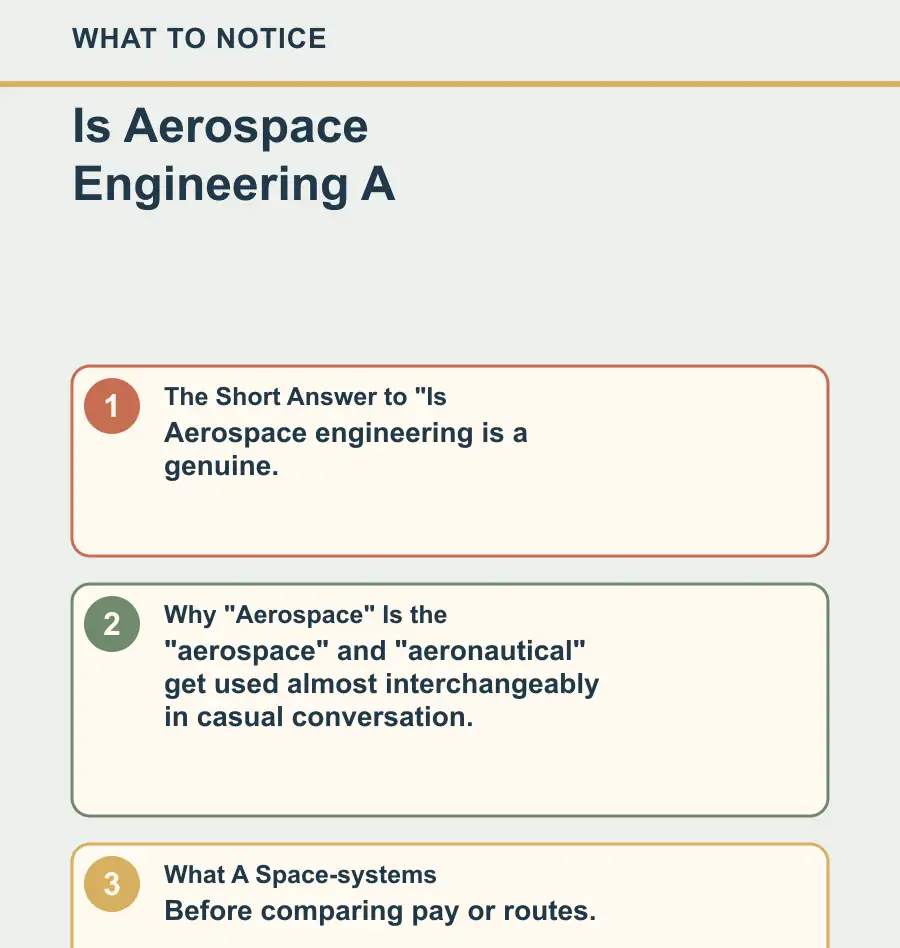 WHAT TO NOTICE
Is Aerospace
Engineering A
1
The Short Answer to "Is
Aerospace engineering is a
genuine.
2
Why "Aerospace" Is the
"aerospace" and "aeronautical"
get used almost interchangeably
in casual conversation.
3
What A Space-systems
Before comparing pay or routes.